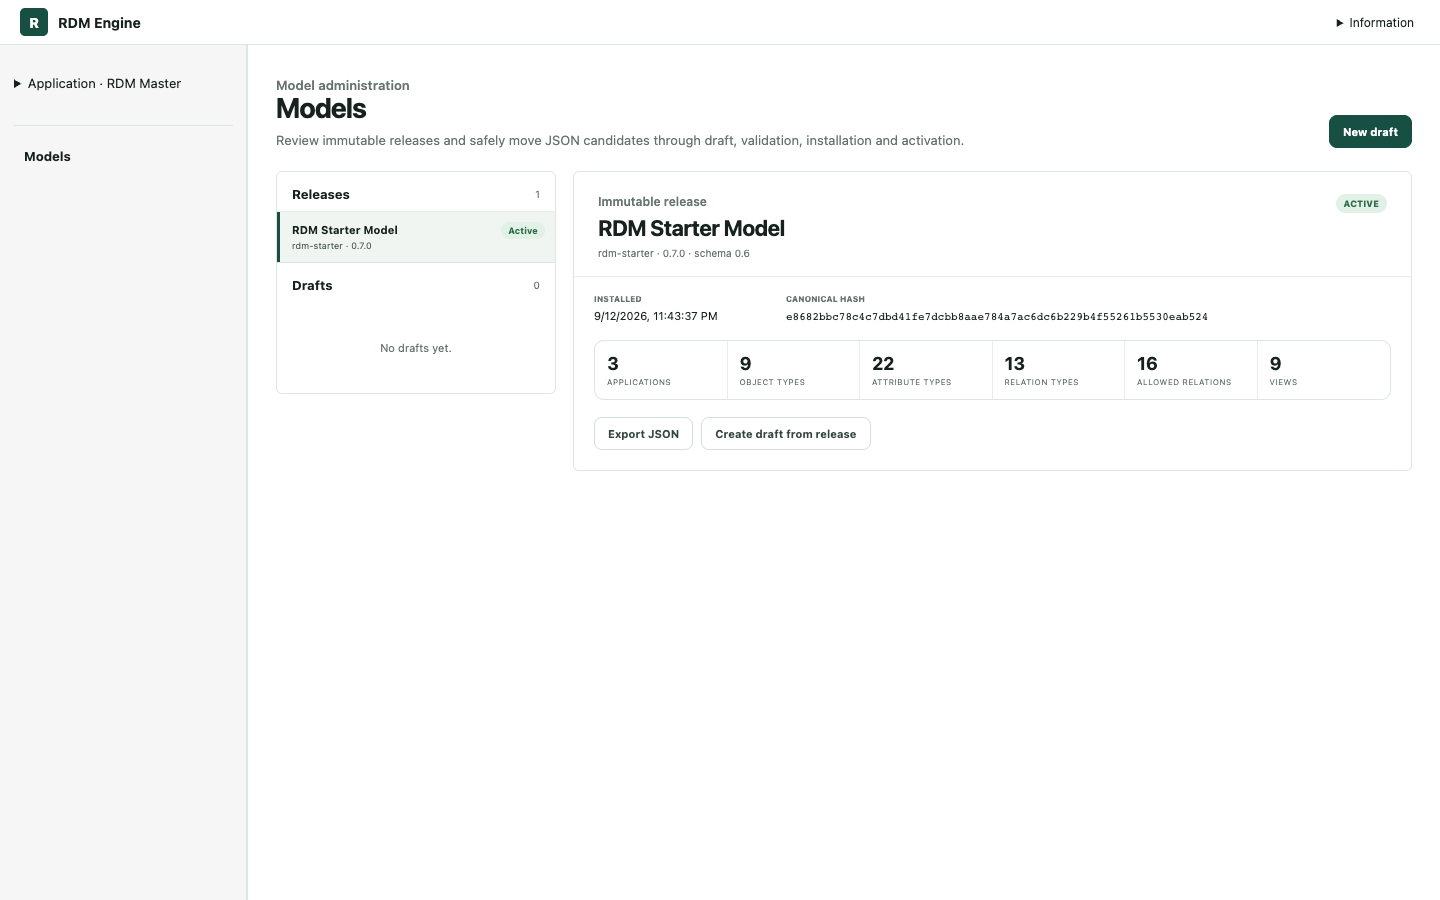 R
RDM Engine
Information
Application · RDM Master
Models
Model administration
Models
Review immutable releases and safely move JSON candidates through draft, validation, installation and activation.
New draft
Releases
1
RDM Starter Model
Active
rdm-starter · 0.7.0
Drafts
0
No drafts yet.
Immutable release
ACTIVE
RDM Starter Model
rdm-starter · 0.7.0 · schema 0.6
INSTALLED
9/12/2026, 11:43:37 PM
CANONICAL HASH
e8682bbc78c4c7dbd41fe7dcbb8aae784a7ac6dc6b229b4f55261b5530eab524
3
APPLICATIONS
9
OBJECT TYPES
22
ATTRIBUTE TYPES
13
RELATION TYPES
16
ALLOWED RELATIONS
9
VIEWS
Export JSON
Create draft from release